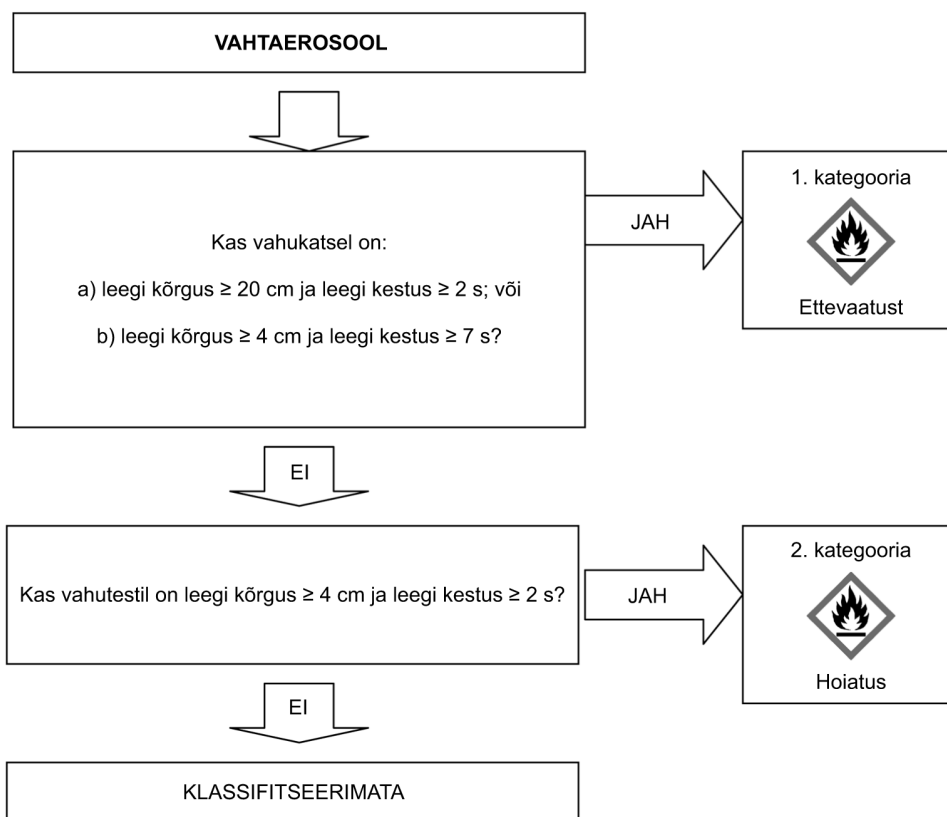 VAHTAEROSOOL
Kas vahukatsel on:
a) leegi kõrgus ≥ 20 cm ja leegi kestus ≥ 2 s; või
b) leegi kõrgus ≥ 4 cm ja leegi kestus ≥ 7 s?
JAH
1. kategooria
Ettevaatust
EI
Kas vahutestil on leegi kõrgus ≥ 4 cm ja leegi kestus ≥ 2 s?
JAH
2. kategooria
Hoiatus
EI
KLASSIFITSEERIMATA